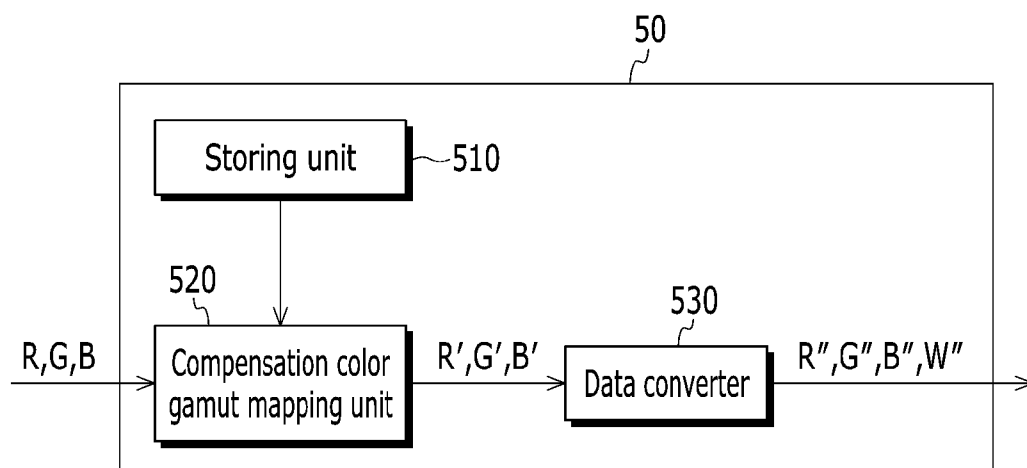 50
Storing unit
510
520
530
R,G,B
Compensation color
gamut mapping unit
R′,G′,B′
Data converter
R″,G″,B″,W″